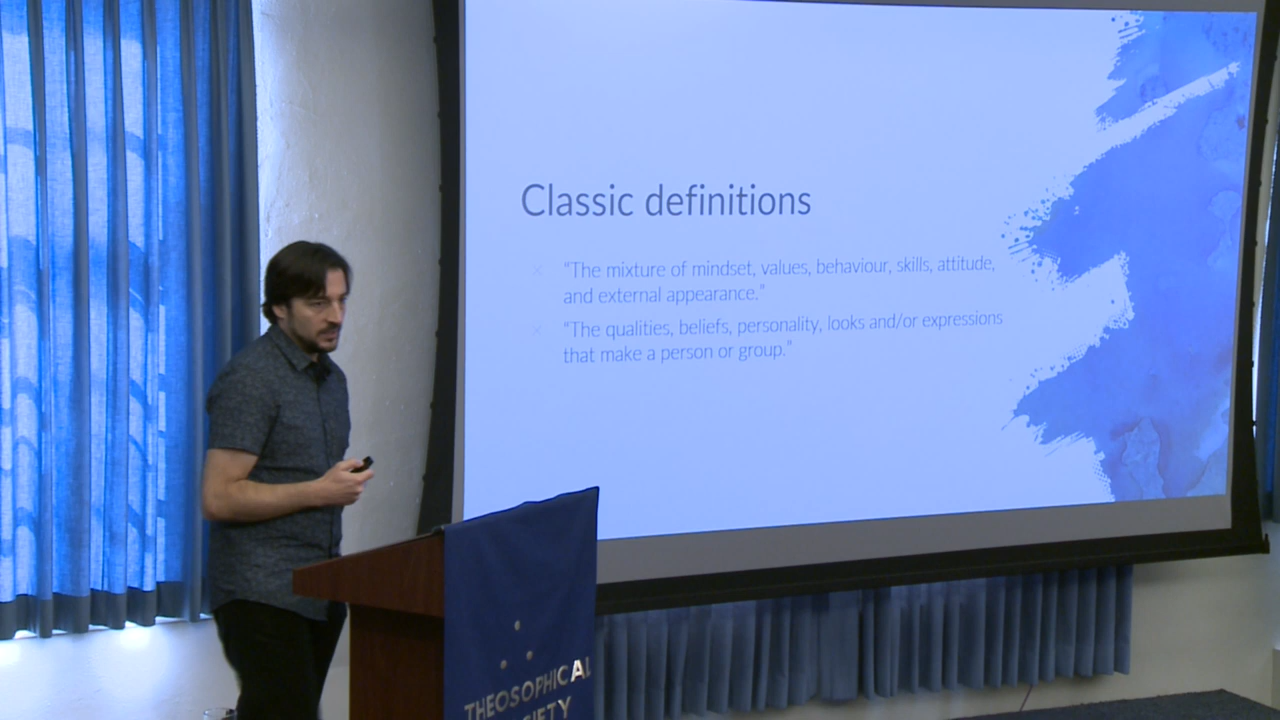 Classic definitions
“The mixture of mindset, values, behaviour, skills, attitude,
and external appearance.”
“The qualities, beliefs, personality, looks and/or expressions
that make a person or group.”
THEOSOPHICAL